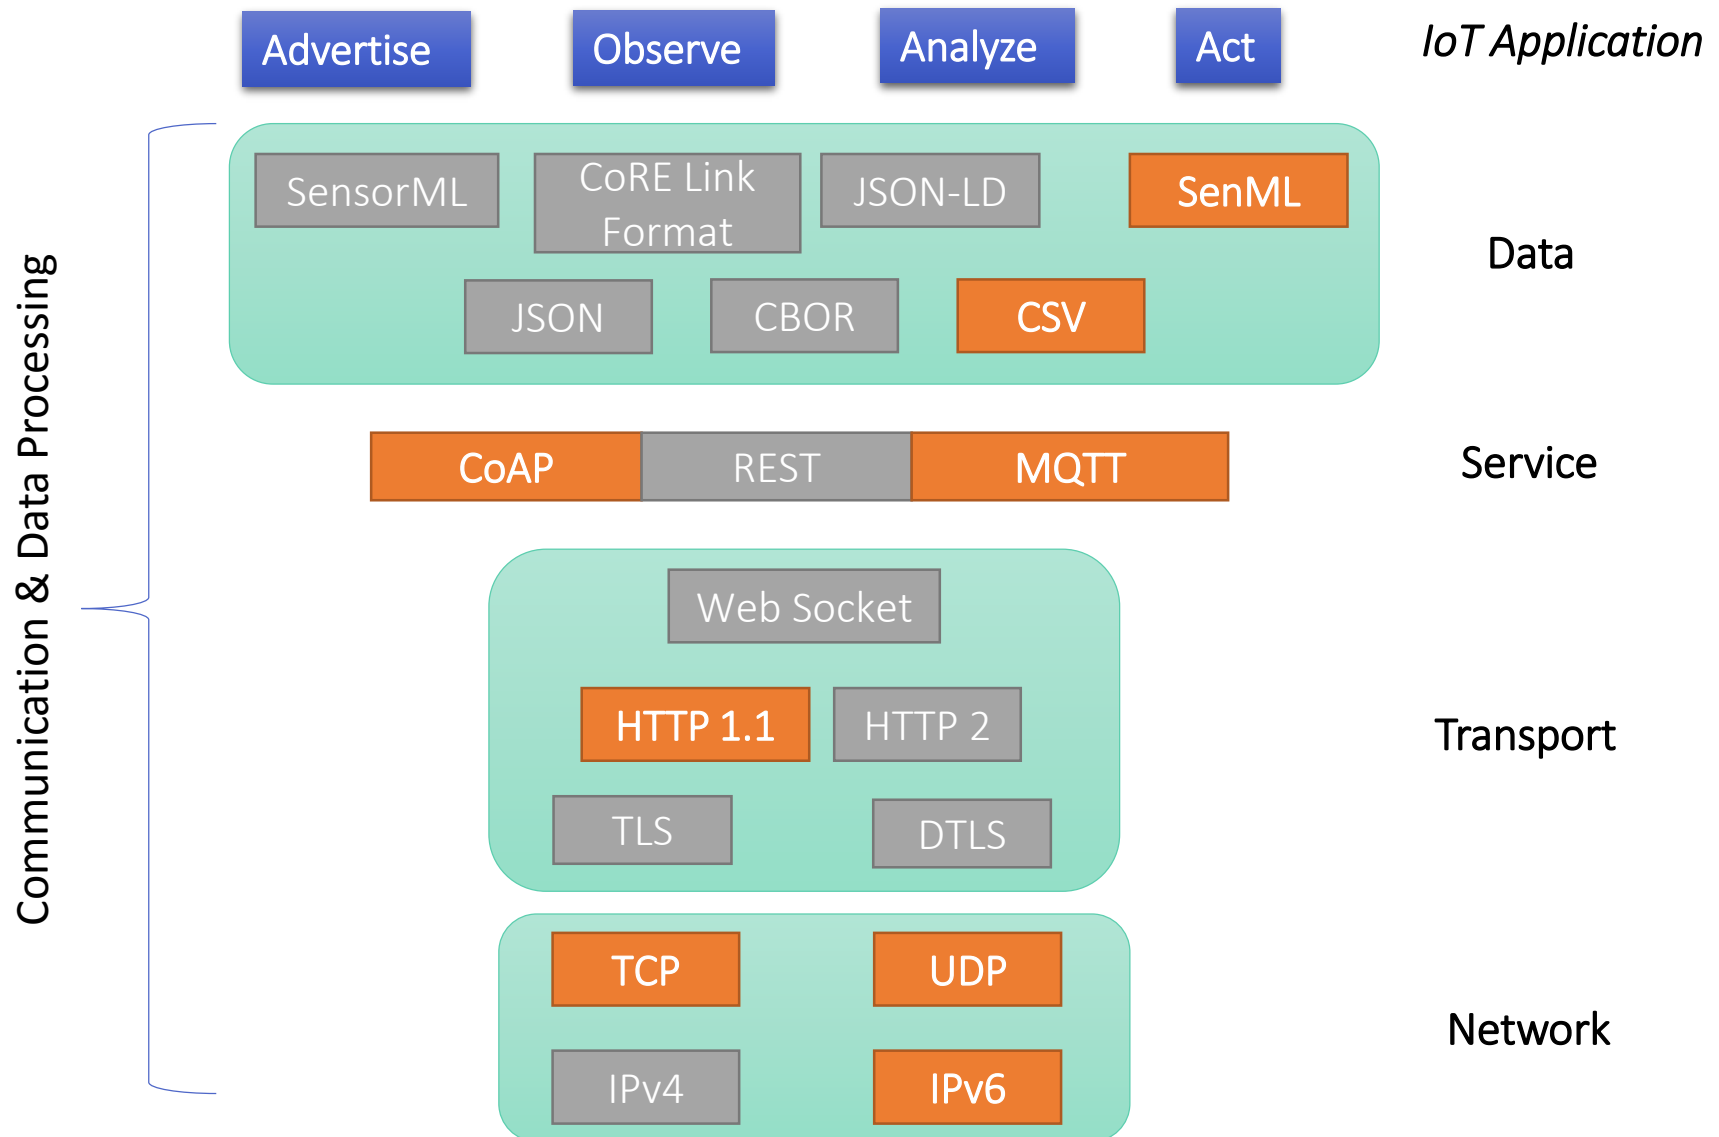 Advertise
Observe
Analyze
Act
IoT Application
Communication & Data Processing
SensorML
CoRE Link
Format
JSON-LD
SenML
Data
JSON
CBOR
CSV
CoAP
REST
MQTT
Service
Web Socket
HTTP 1.1
HTTP 2
Transport
TLS
DTLS
TCP
UDP
Network
IPv4
IPv6